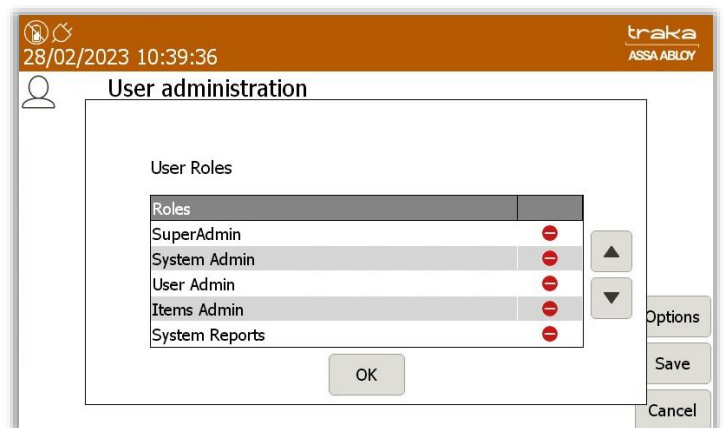 traka
28/02/2023 10:39:36
ASSA ABLOY
User administration
User Roles
Roles
SuperAdmin
System Admin
User Admin
Items Admin
System Reports
Options
OK
Save
Cancel